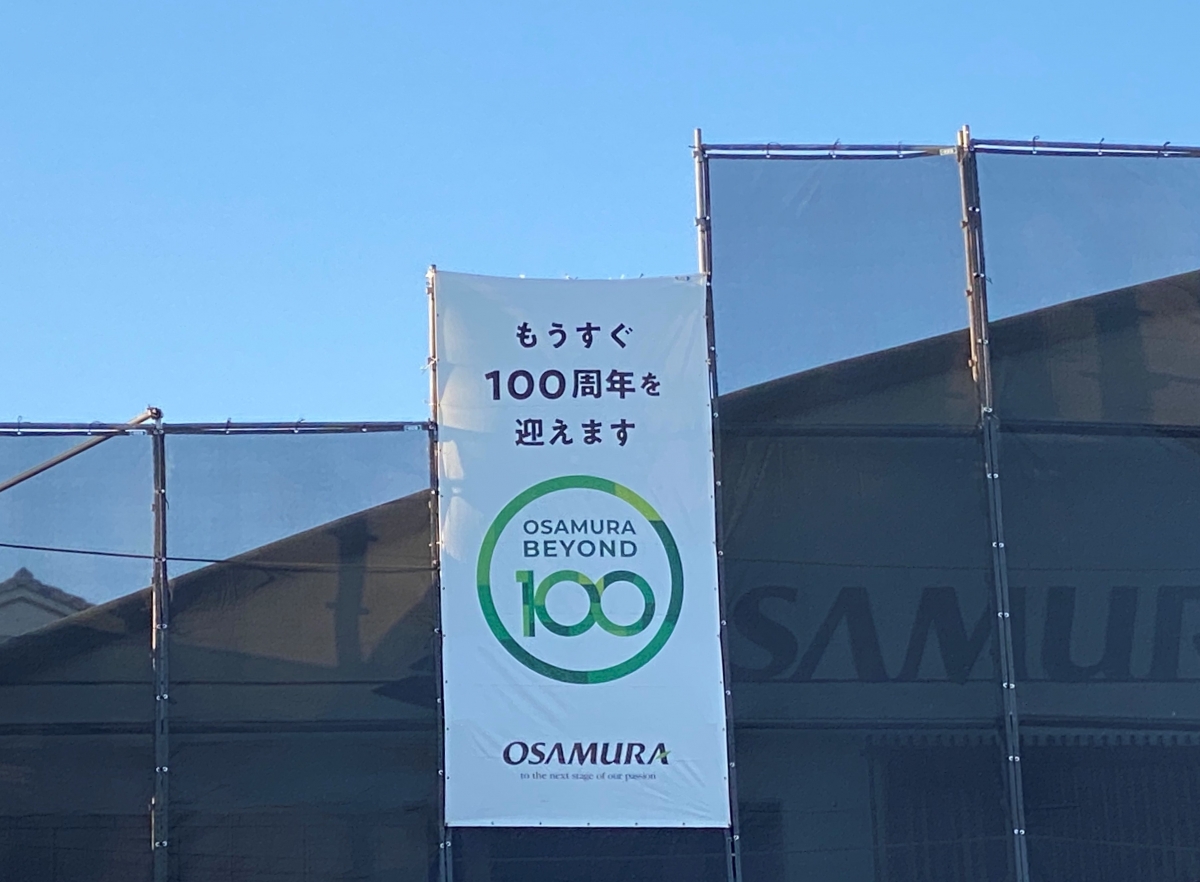 もうすぐ
100周年を
迎えます
OSAMURA
BEYOND
100
OSAMURA
to the next stage of our passion
SAMUR